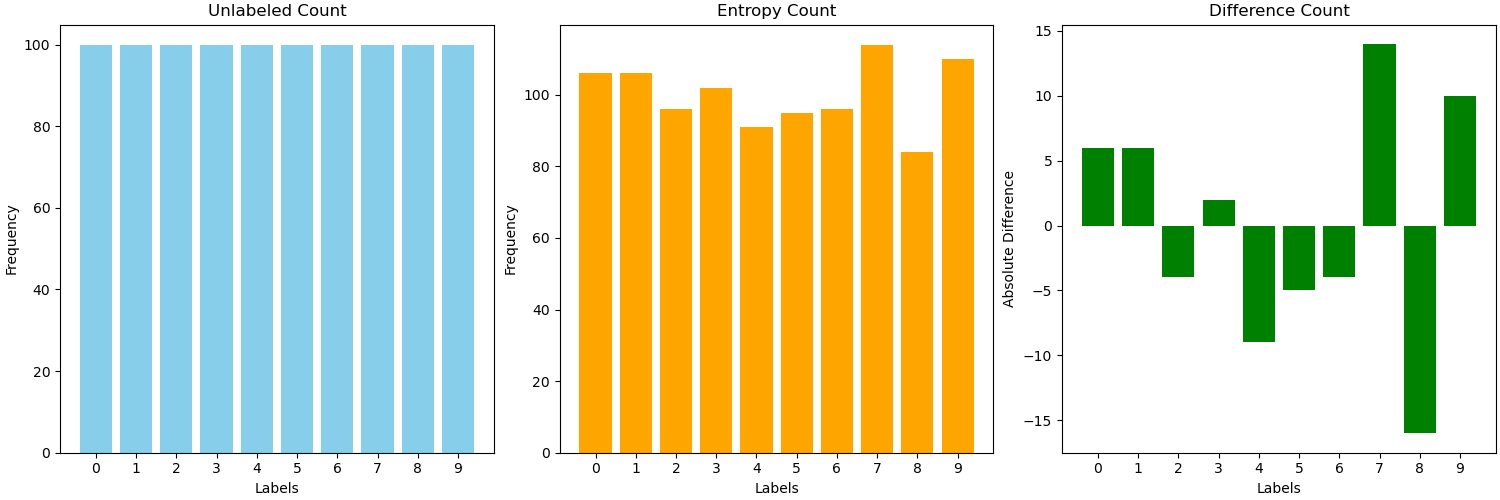 Unlabeled Count
100
80
60
40
20
0
Frequency
0 1 2 3 4 5 6 7 8 9
Labels
Entropy Count
100
80
60
40
20
0
Frequency
0 1 2 3 4 5 6 7 8 9
Labels
Difference Count
15
10
5
0
−5
−10
−15
Absolute Difference
0 1 2 3 4 5 6 7 8 9
Labels